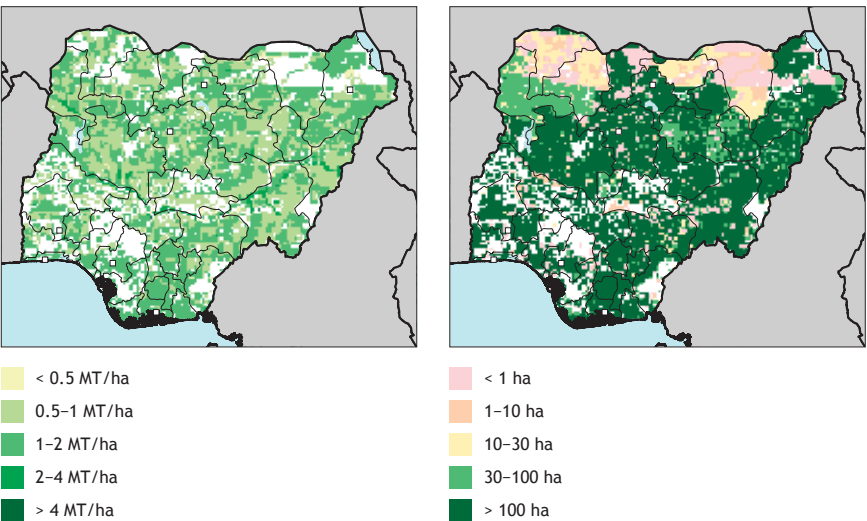 < 0.5 MT/ha
0.5–1 MT/ha
1–2 MT/ha
2–4 MT/ha
> 4 MT/ha
< 1 ha
1–10 ha
10–30 ha
30–100 ha
> 100 ha